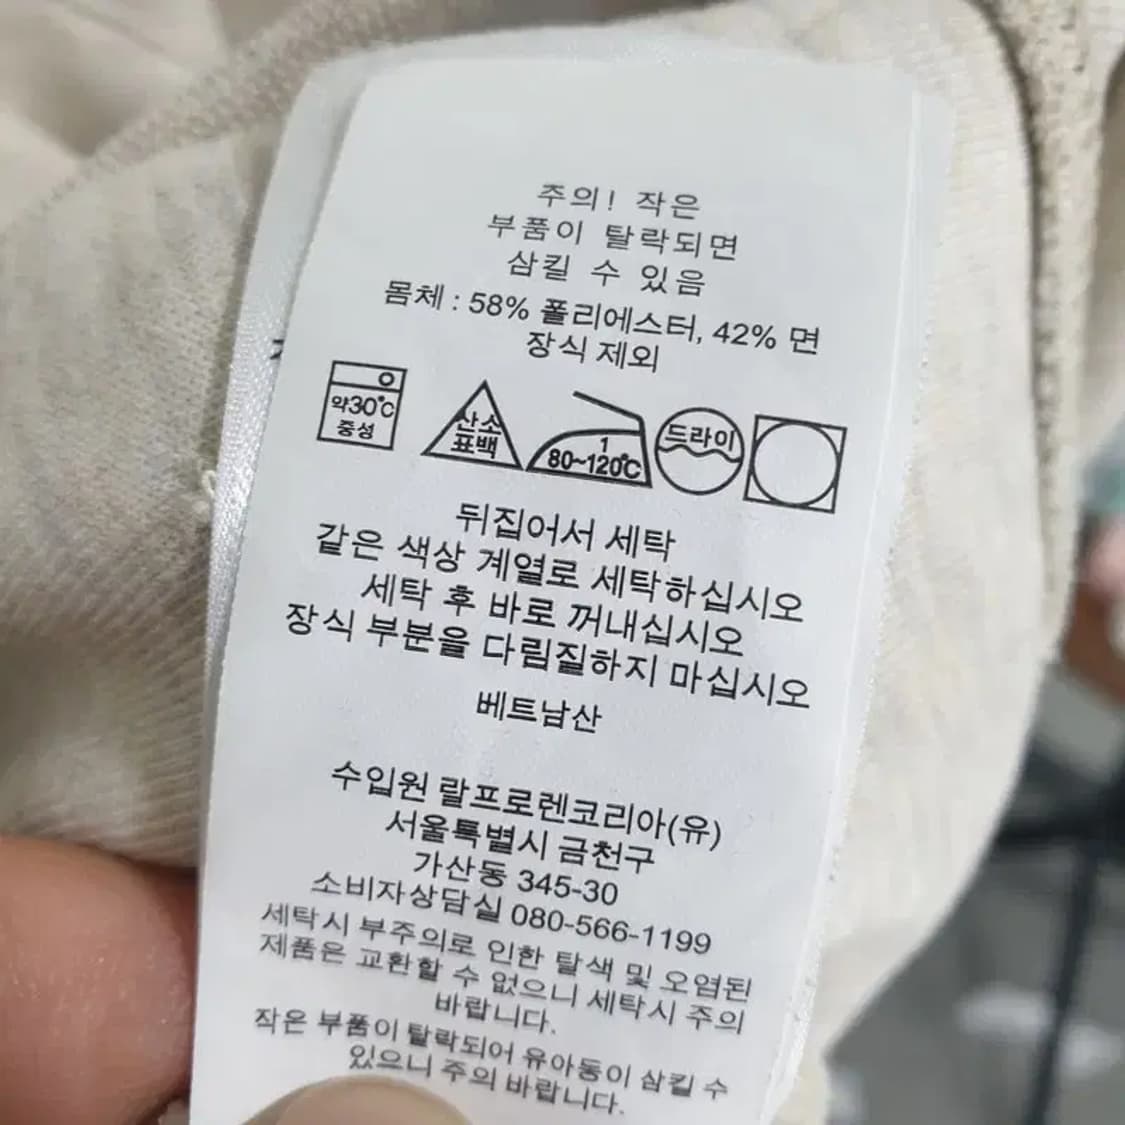 주의! 작은
부품이 탈락되면
삼킬 수 있음
몸체 : 58% 폴리에스터, 42% 면
장식 제외
약30℃
중성
산소
표백
1
80~120℃
드라이
뒤집어서 세탁
같은 색상 계열로 세탁하십시오
세탁 후 바로 꺼내십시오
장식 부분을 다림질하지 마십시오
베트남산
수입원 랄프로렌코리아(유)
서울특별시 금천구
가산동 345-30
소비자상담실 080-566-1199
세탁시 부주의로 인한 탈색 및 오염된
제품은 교환할 수 없으니 세탁시 주의
바랍니다.
작은 부품이 탈락되어 유아동이 삼킬 수
있으니 주의 바랍니다.